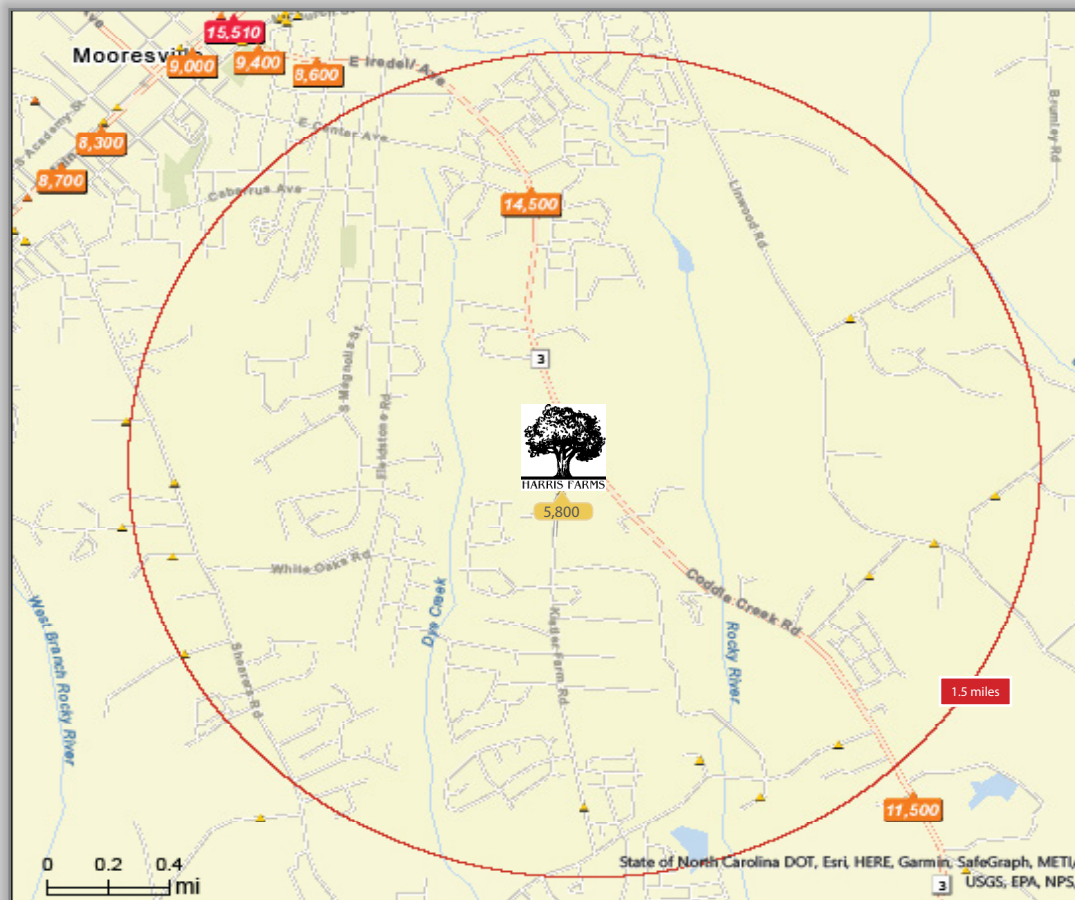 15,510
Mooresvi
9,000
9,400
8,600
E Iredell Ave
Ave
S Academy St
E Center Ave
8,300
8,700
Cabarrus Ave
14,500
Linwood Rd
Brumley Rd
3
S Magnolia St
Fieldstone Rd
HARRIS FARMS
5,800
White Oaks Rd
Coddle Creek Rd
Dye Creek
Kistler Farm Rd
Rocky River
West Branch Rocky River
Shearers Rd
1.5 miles
11,500
0 0.2 0.4
mi
State of North Carolina DOT, Esri, HERE, Garmin, SafeGraph, METI/
3
USGS, EPA, NPS,